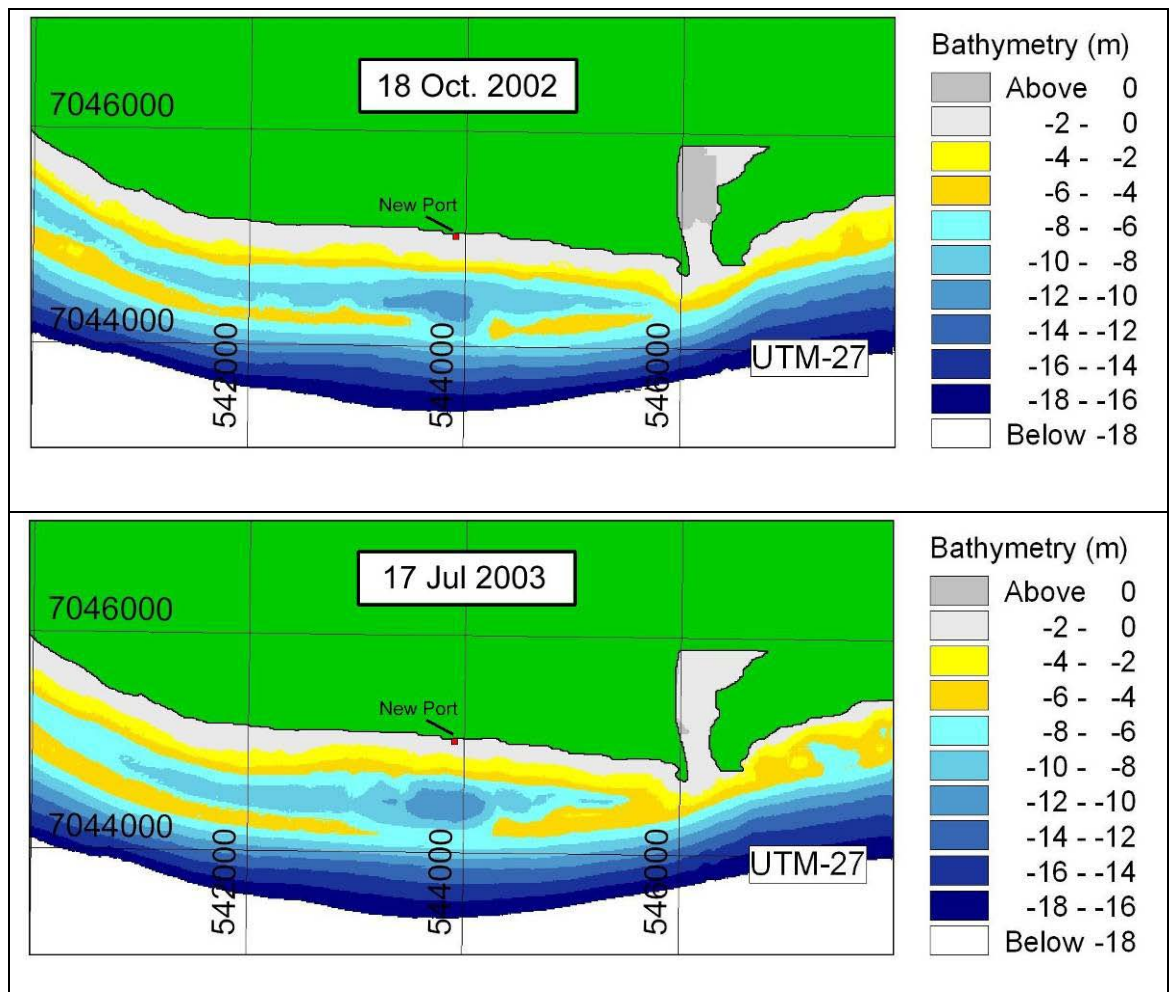 18 Oct. 2002
7046000
New Port
7044000
542000
544000
546000
UTM-27
Bathymetry (m)
Above 0
-2 - 0
-4 - -2
-6 - -4
-8 - -6
-10 - -8
-12 - -10
-14 - -12
-16 - -14
-18 - -16
Below -18
17 Jul 2003
7046000
New Port
7044000
542000
544000
546000
UTM-27
Bathymetry (m)
Above 0
-2 - 0
-4 - -2
-6 - -4
-8 - -6
-10 - -8
-12 - -10
-14 - -12
-16 - -14
-18 - -16
Below -18